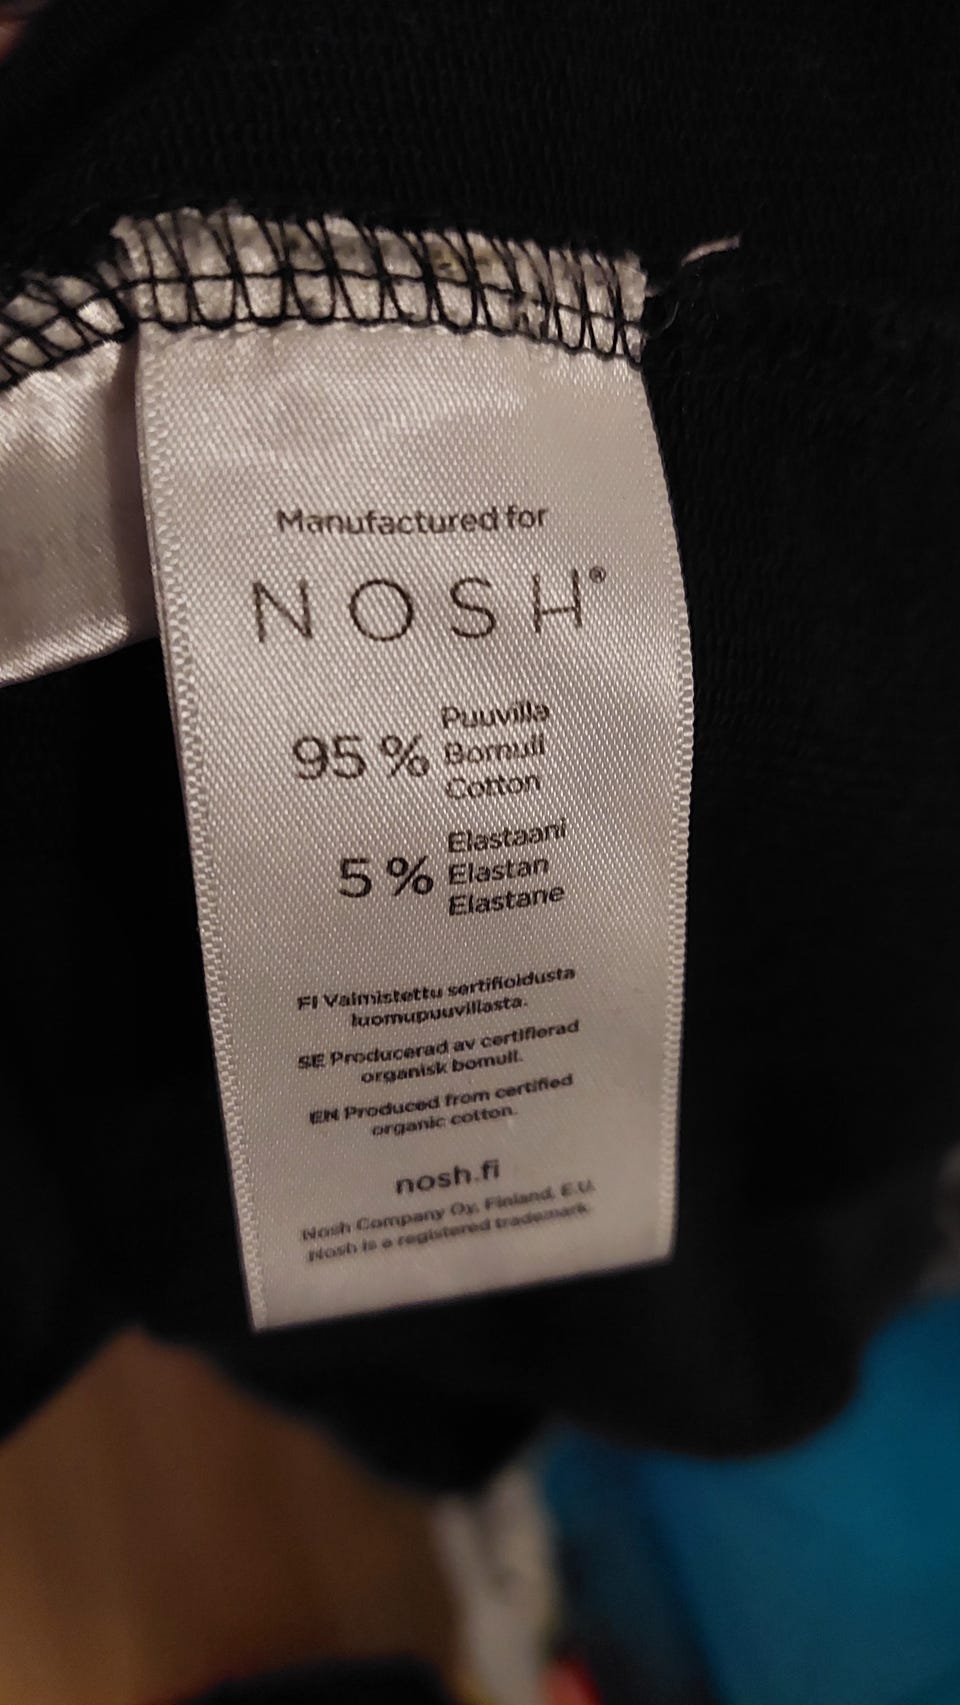 Manufactured for
NOSH®
95 % Puuvilla
Bomull
Cotton
5 % Elastaani
Elastan
Elastane
FI Valmistettu sertifioidusta
luomupuuvillasta.
SE Producerad av certifierad
organisk bomull.
EN Produced from certified
organic cotton.
nosh.fi
Nosh Company Oy, Finland, E.U.
Nosh is a registered trademark.